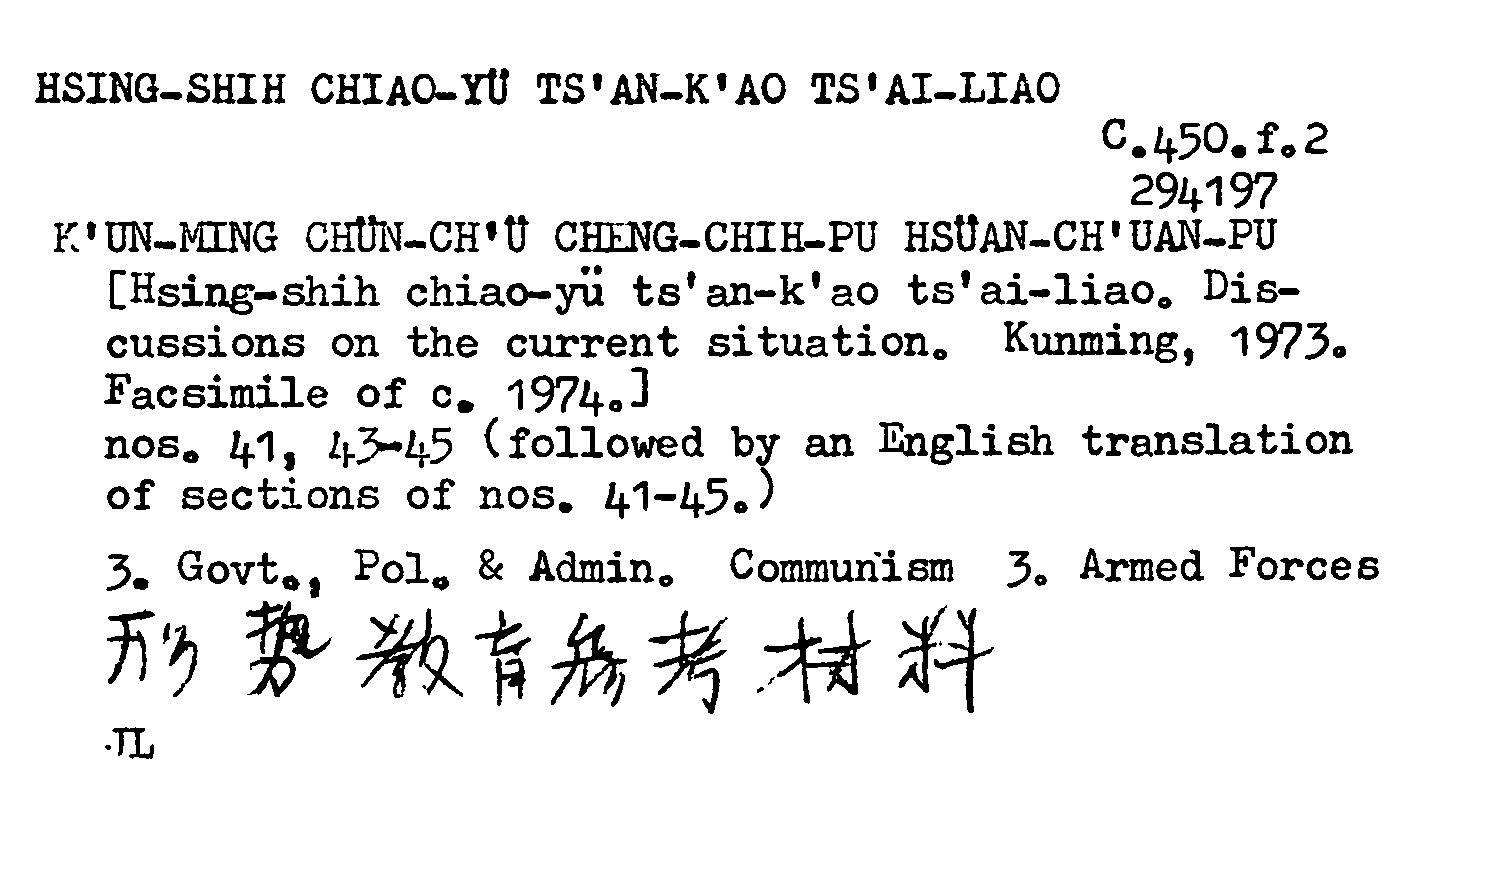 HSING-SHIH CHIAO-YÜ TS'AN-K'AO TS'AI-LIAO
C.450.f.2
294197
K'UN-MING CHÜN-CH'Ü CHENG-CHIH-PU HSÜAN-CH'UAN-PU
[Hsing-shih chiao-yü ts'an-k'ao ts'ai-liao. Dis-
cussions on the current situation. Kunming, 1973.
Facsimile of c. 1974.]
nos. 41, 43-45 (followed by an English translation
of sections of nos. 41-45.)
3. Govt., Pol. & Admin. Communism 3. Armed Forces
形势教育参考材料